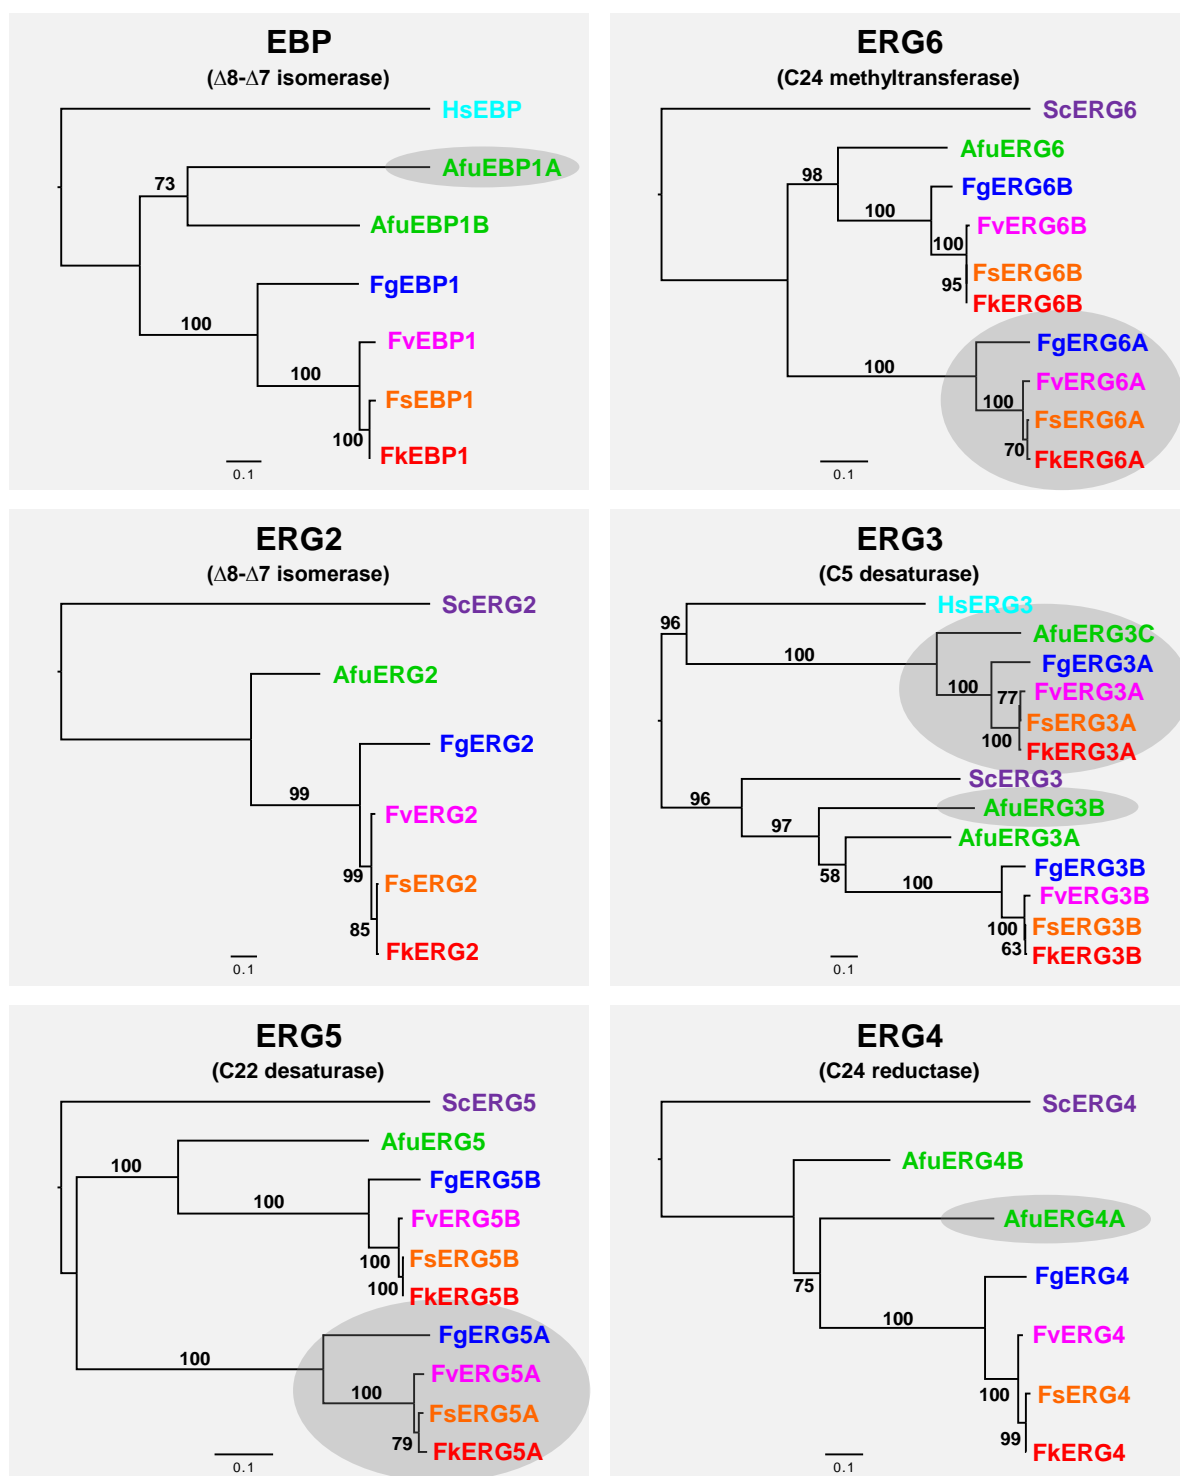 EBP
(Δ8-Δ7 isomerase)
HsEBP
AfuEBP1A
73
AfuEBP1B
FgEBP1
100
FvEBP1
100
FsEBP1
100
FkEBP1
0.1
ERG6
(C24 methyltransferase)
ScERG6
AfuERG6
98
FgERG6B
100
FvERG6B
100
FsERG6B
95
FkERG6B
FgERG6A
100
FvERG6A
100
FsERG6A
70
FkERG6A
0.1
ERG2
(Δ8-Δ7 isomerase)
ScERG2
AfuERG2
FgERG2
99
FvERG2
99
FsERG2
85
FkERG2
0.1
ERG3
(C5 desaturase)
HsERG3
96
AfuERG3C
100
FgERG3A
100
FvERG3A
77
FsERG3A
100
FkERG3A
ScERG3
96
AfuERG3B
97
AfuERG3A
58
FgERG3B
100
FvERG3B
100
FsERG3B
63
FkERG3B
0.1
ERG5
(C22 desaturase)
ScERG5
AfuERG5
100
FgERG5B
100
FvERG5B
100
FsERG5B
100
FkERG5B
FgERG5A
100
FvERG5A
100
FsERG5A
79
FkERG5A
0.1
ERG4
(C24 reductase)
ScERG4
AfuERG4B
AfuERG4A
75
FgERG4
100
FvERG4
100
FsERG4
99
FkERG4
0.1